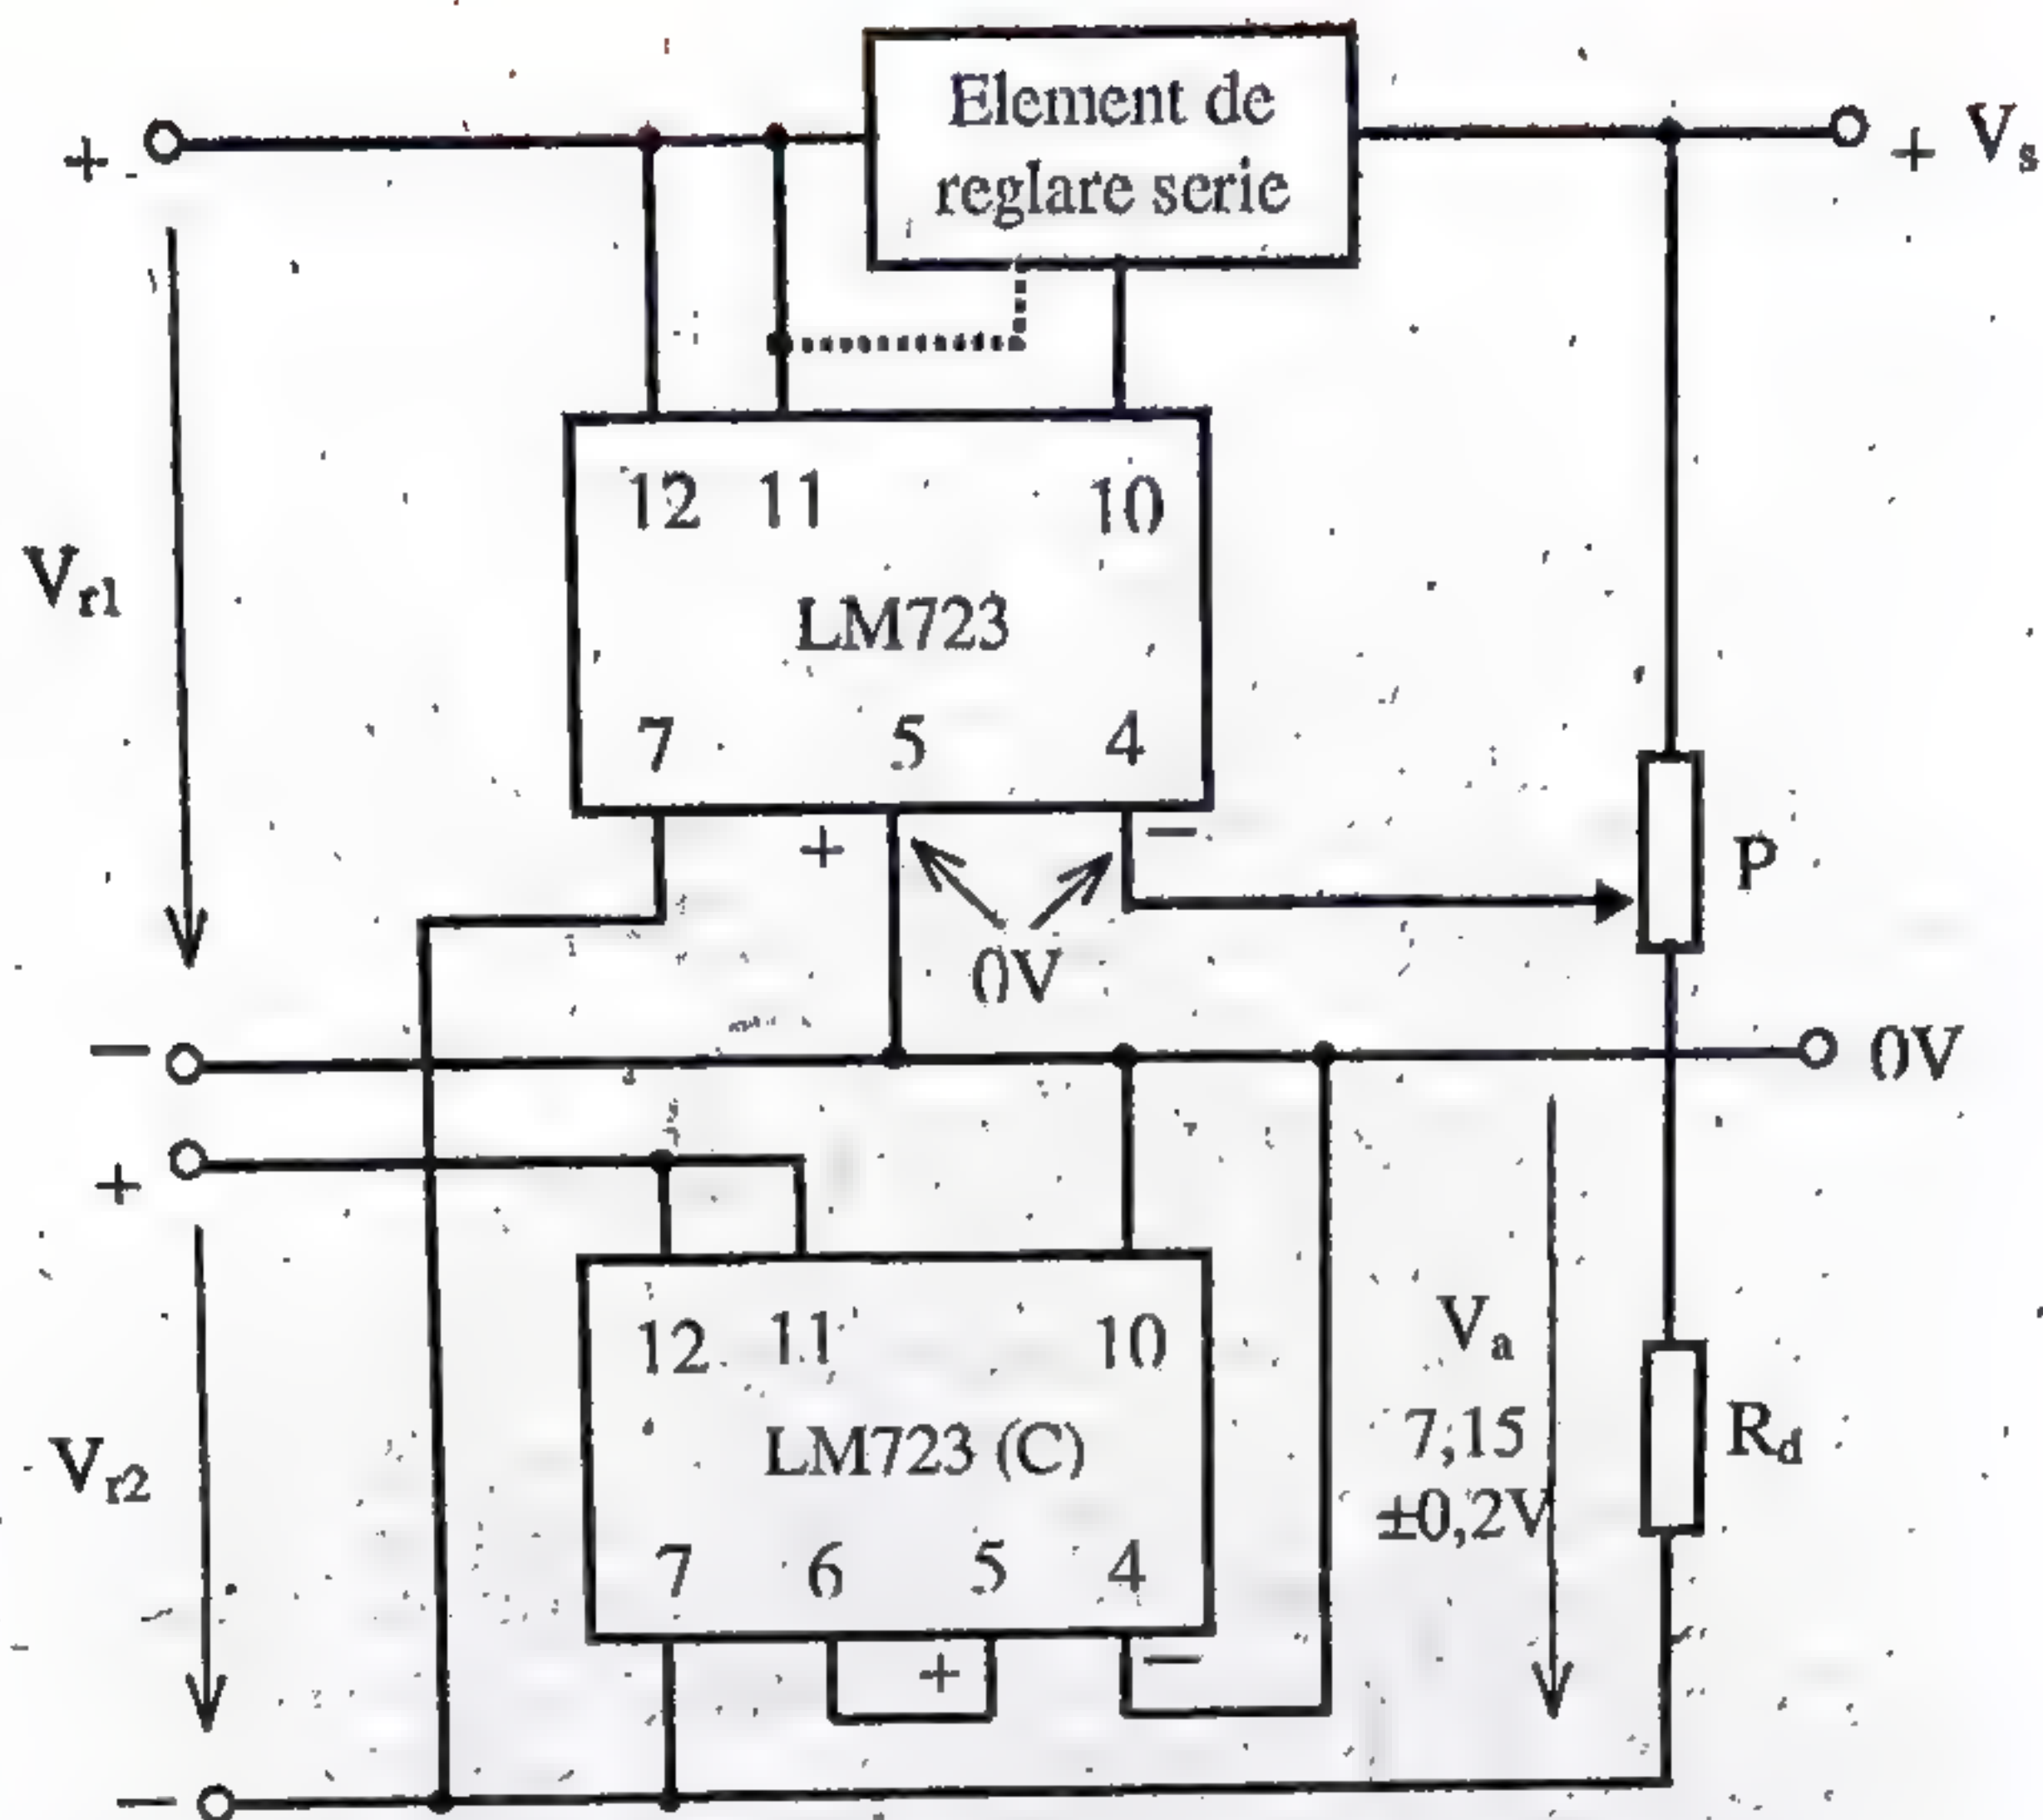 Element de
reglare serie
+
+ Vs
Vr1
12 11 10
LM723
7 5 4
+ −
P
0V
−
0V
+
12 11 10
Va
LM723 (C)
7,15
±0,2V
Rd
Vr2
7 6 5 4
+ −
−